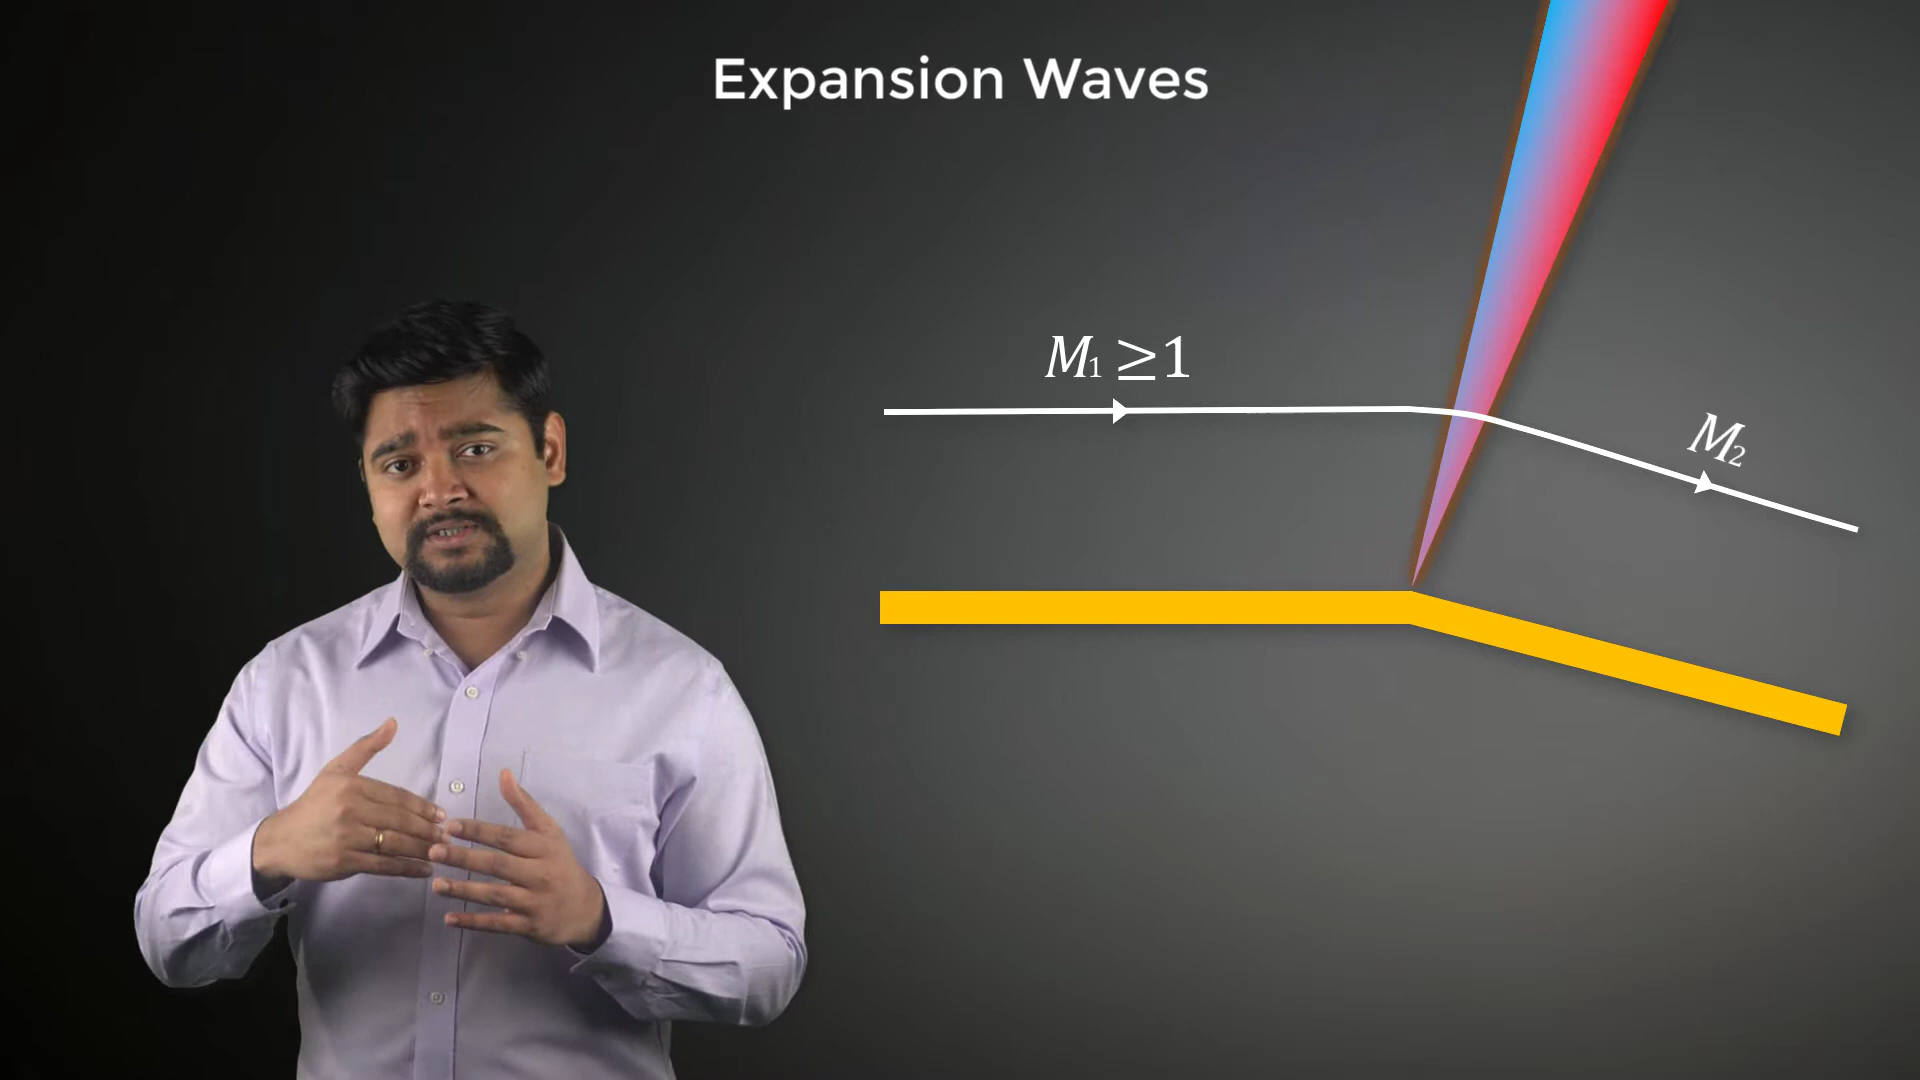 Expansion Waves
M₁ ≥1
M₂